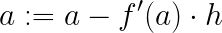 a := a − f′(a) · h